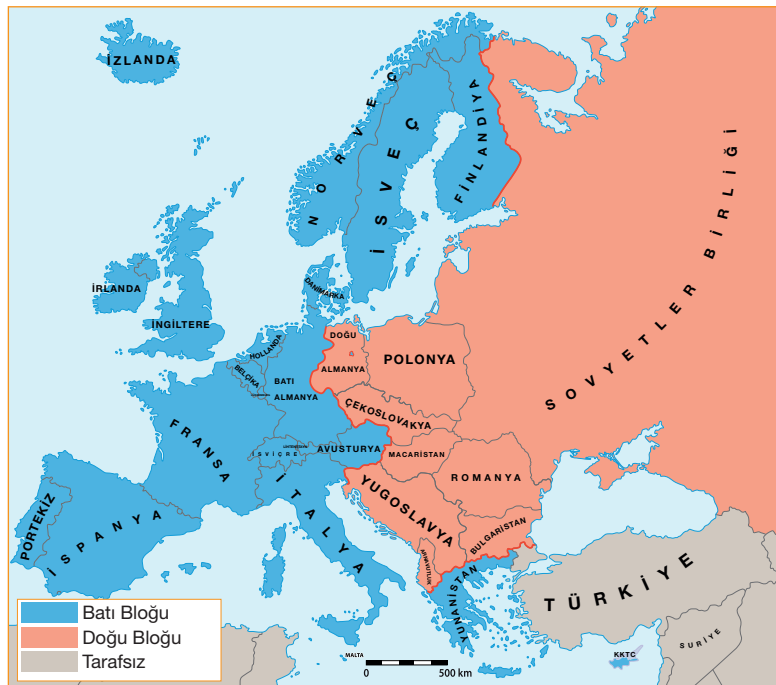 İZLANDA
NORVEÇ
İSVEÇ
FİNLANDİYA
SOVYETLER BİRLİĞİ
İRLANDA
İNGİLTERE
DANİMARKA
HOLLANDA
BELÇİKA
BATI
ALMANYA
DOĞU
ALMANYA
POLONYA
ÇEKOSLOVAKYA
FRANSA
İSVİÇRE
AVUSTURYA
MACARİSTAN
ROMANYA
YUGOSLAVYA
BULGARİSTAN
PORTEKİZ
İSPANYA
İTALYA
ARNAVUTLUK
YUNANİSTAN
TÜRKİYE
SURİYE
KKTC
MALTA
0 500 km
Batı Bloğu
Doğu Bloğu
Tarafsız